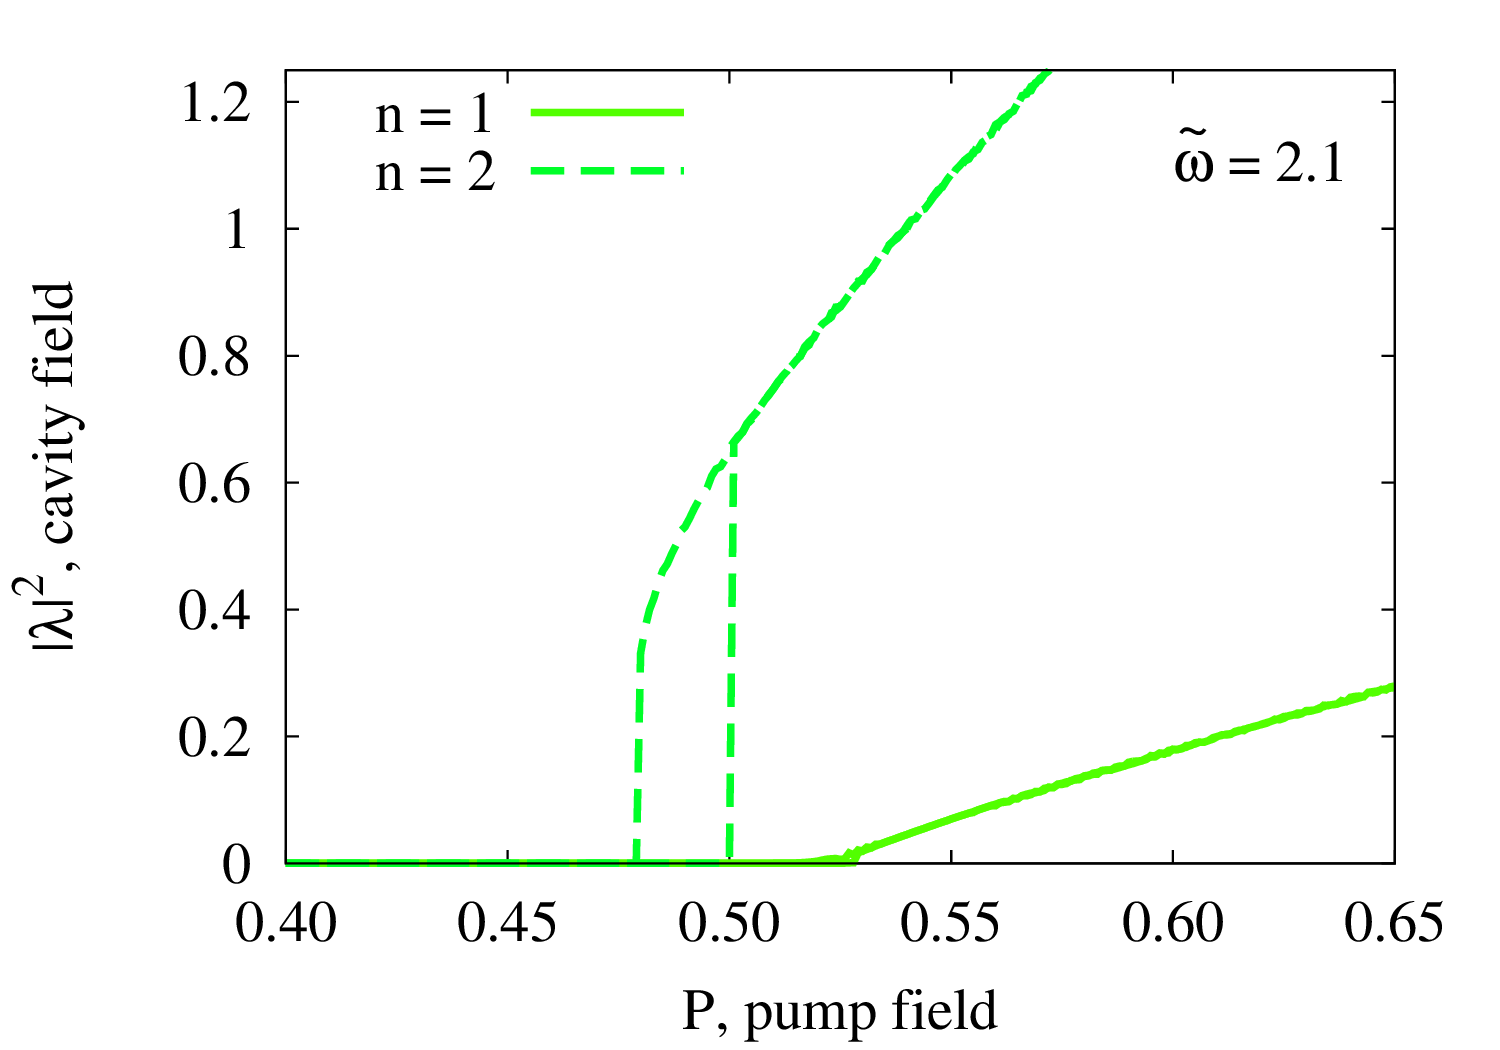 n = 1
n = 2
ω̃ = 2.1
1.2
1
0.8
0.6
0.4
0.2
0
|λ|², cavity field
0.40 0.45 0.50 0.55 0.60 0.65
P, pump field